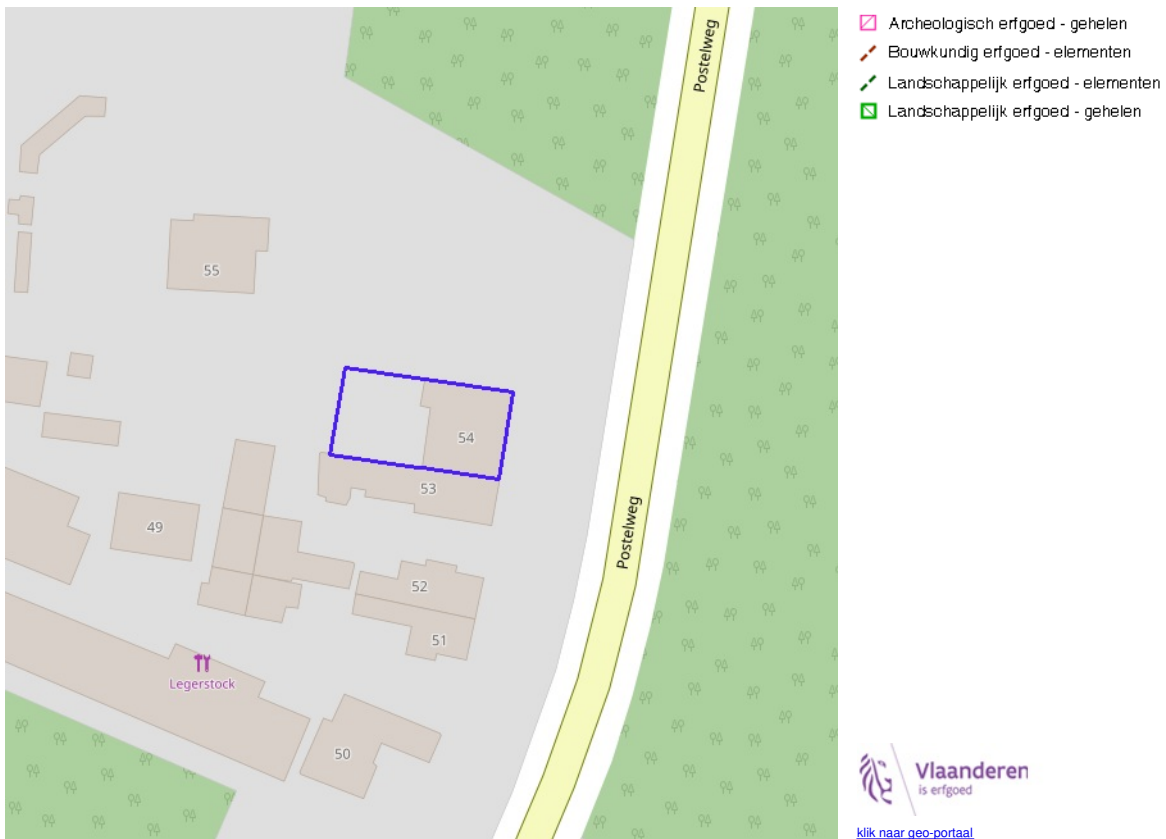 Postelweg
55
54
53
49
Postelweg
52
51
Legerstock
50
Archeologisch erfgoed - gehelen
Bouwkundig erfgoed - elementen
Landschappelijk erfgoed - elementen
Landschappelijk erfgoed - gehelen
Vlaanderen
is erfgoed
klik naar geo-portaal